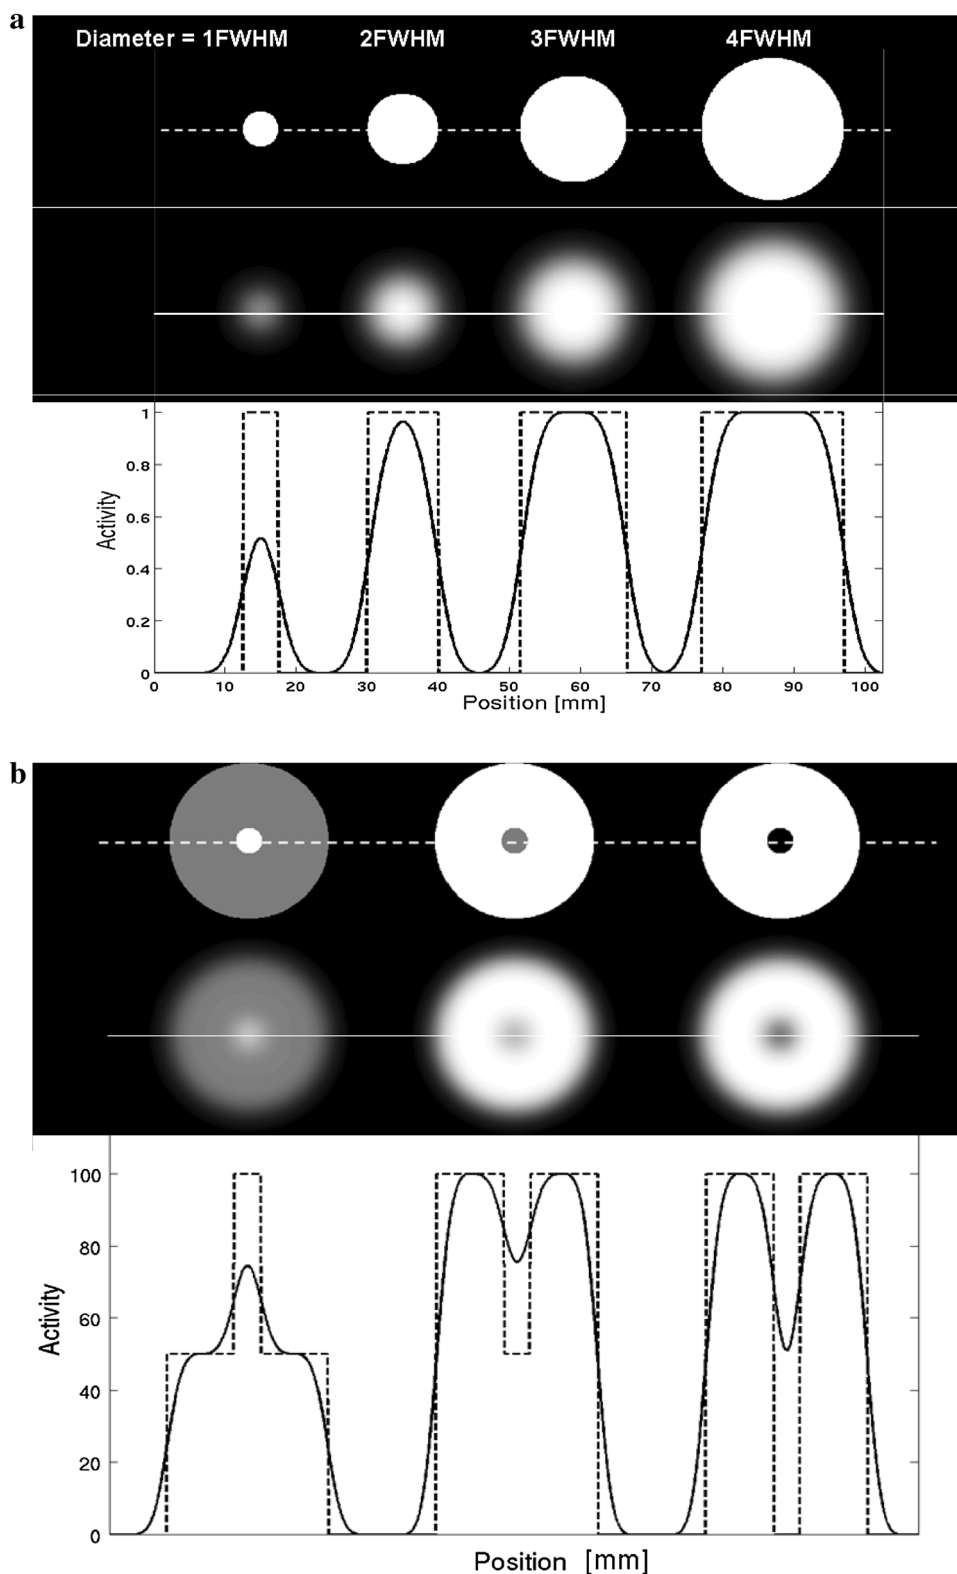 a
Diameter = 1FWHM 2FWHM 3FWHM 4FWHM
1
0.8
0.6
0.4
0.2
0
Activity
0 10 20 30 40 50 60 70 80 90 100
Position [mm]
b
100
80
60
40
20
0
Activity
Position [mm]